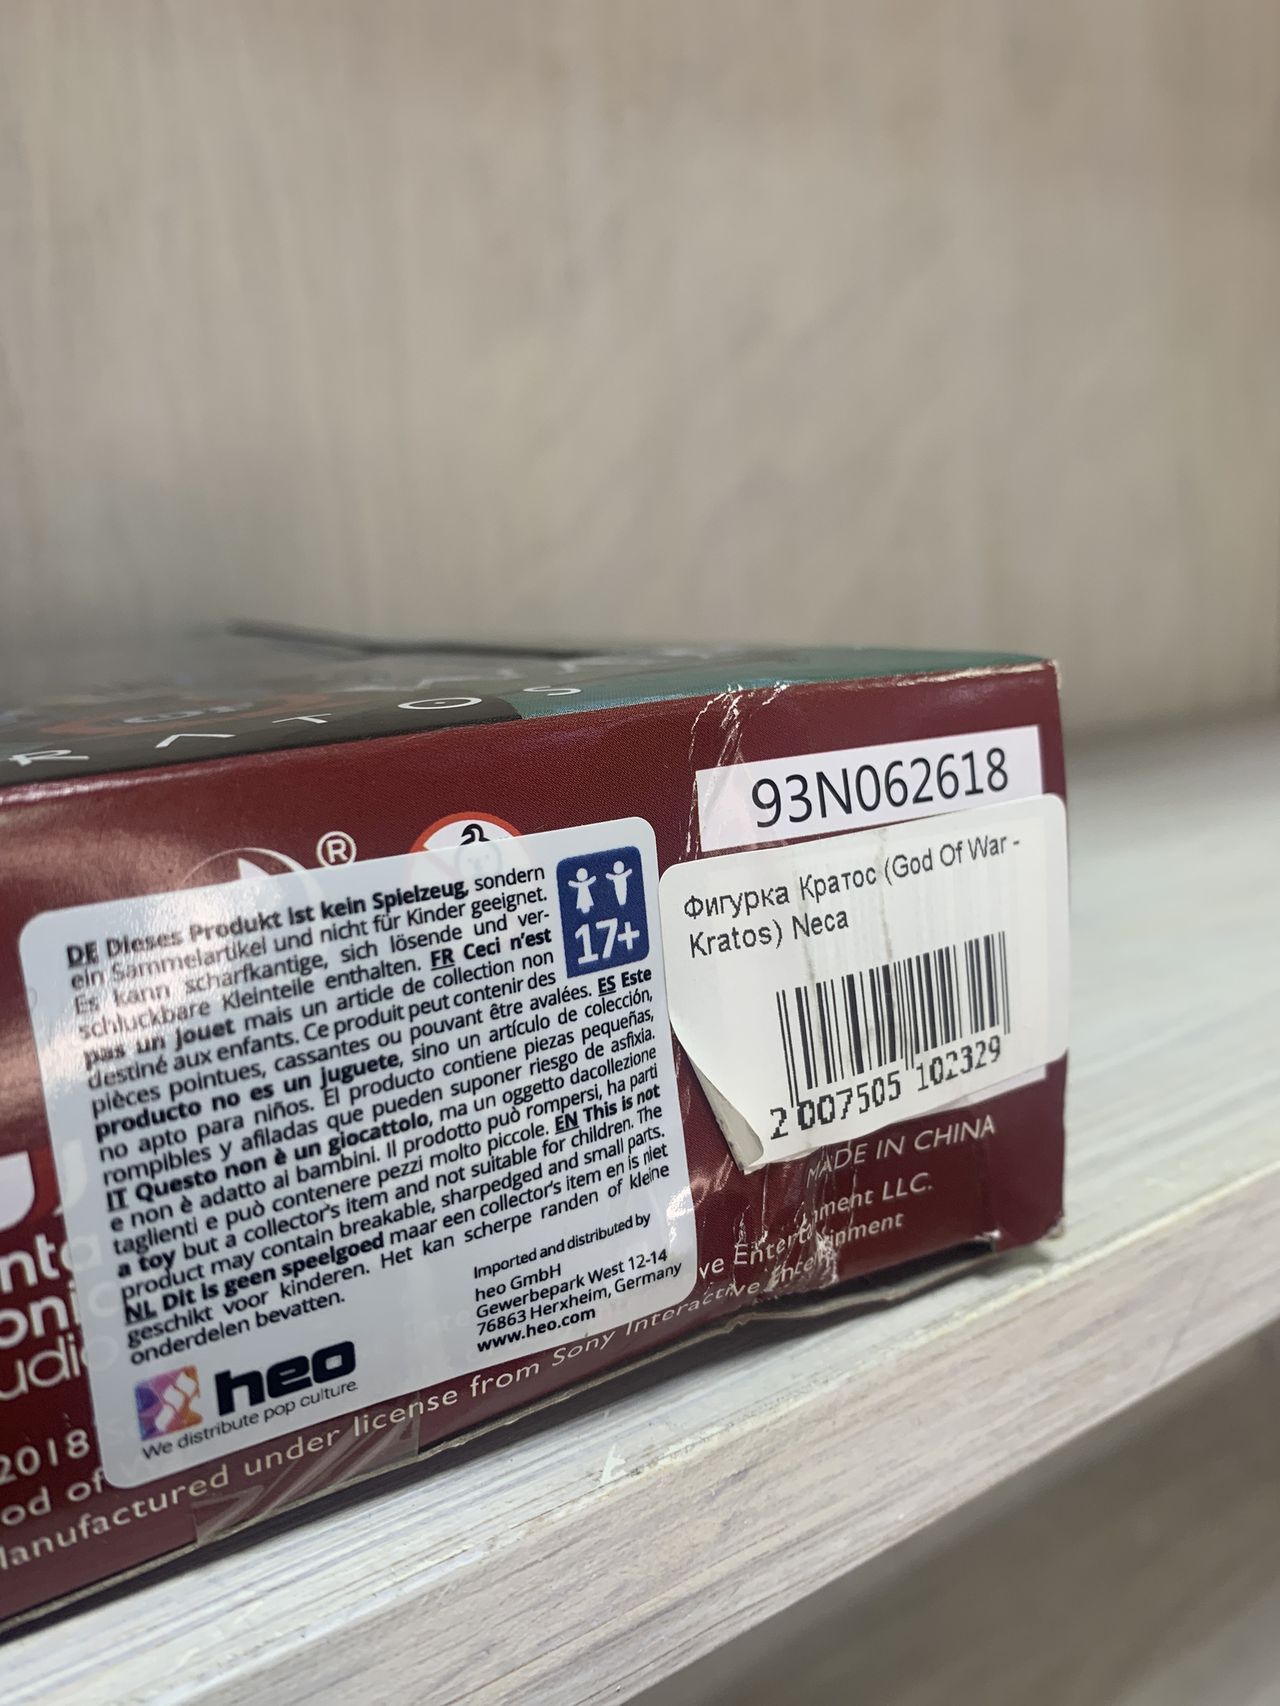 K R A T O S
®
93N062618
Фигурка Кратос (God Of War -
Kratos) Neca
2 007505 102329
MADE IN CHINA
DE Dieses Produkt ist kein Spielzeug, sondern
ein Sammelartikel und nicht für Kinder geeignet.
Es kann scharfkantige, sich lösende und ver-
schluckbare Kleinteile enthalten. FR Ceci n'est
pas un jouet mais un article de collection non
destiné aux enfants. Ce produit peut contenir des
pièces pointues, cassantes ou pouvant être avalées. ES Este
producto no es un juguete, sino un artículo de colección,
no apto para niños. El producto contiene piezas pequeñas,
rompibles y afiladas que pueden suponer riesgo de asfixia.
IT Questo non è un giocattolo, ma un oggetto dacollezione
e non è adatto ai bambini. Il prodotto può rompersi, ha parti
taglienti e può contenere pezzi molto piccole. EN This is not
a toy but a collector's item and not suitable for children. The
product may contain breakable, sharpedged and small parts.
NL Dit is geen speelgoed maar een collector's item en is niet
geschikt voor kinderen. Het kan scherpe randen of kleine
onderdelen bevatten.
17+
Imported and distributed by
heo GmbH
Gewerbepark West 12-14
76863 Herxheim, Germany
www.heo.com
heo
We distribute pop culture
2018
od of
ve Entertainment LLC.
anufactured under license from Sony Interactive